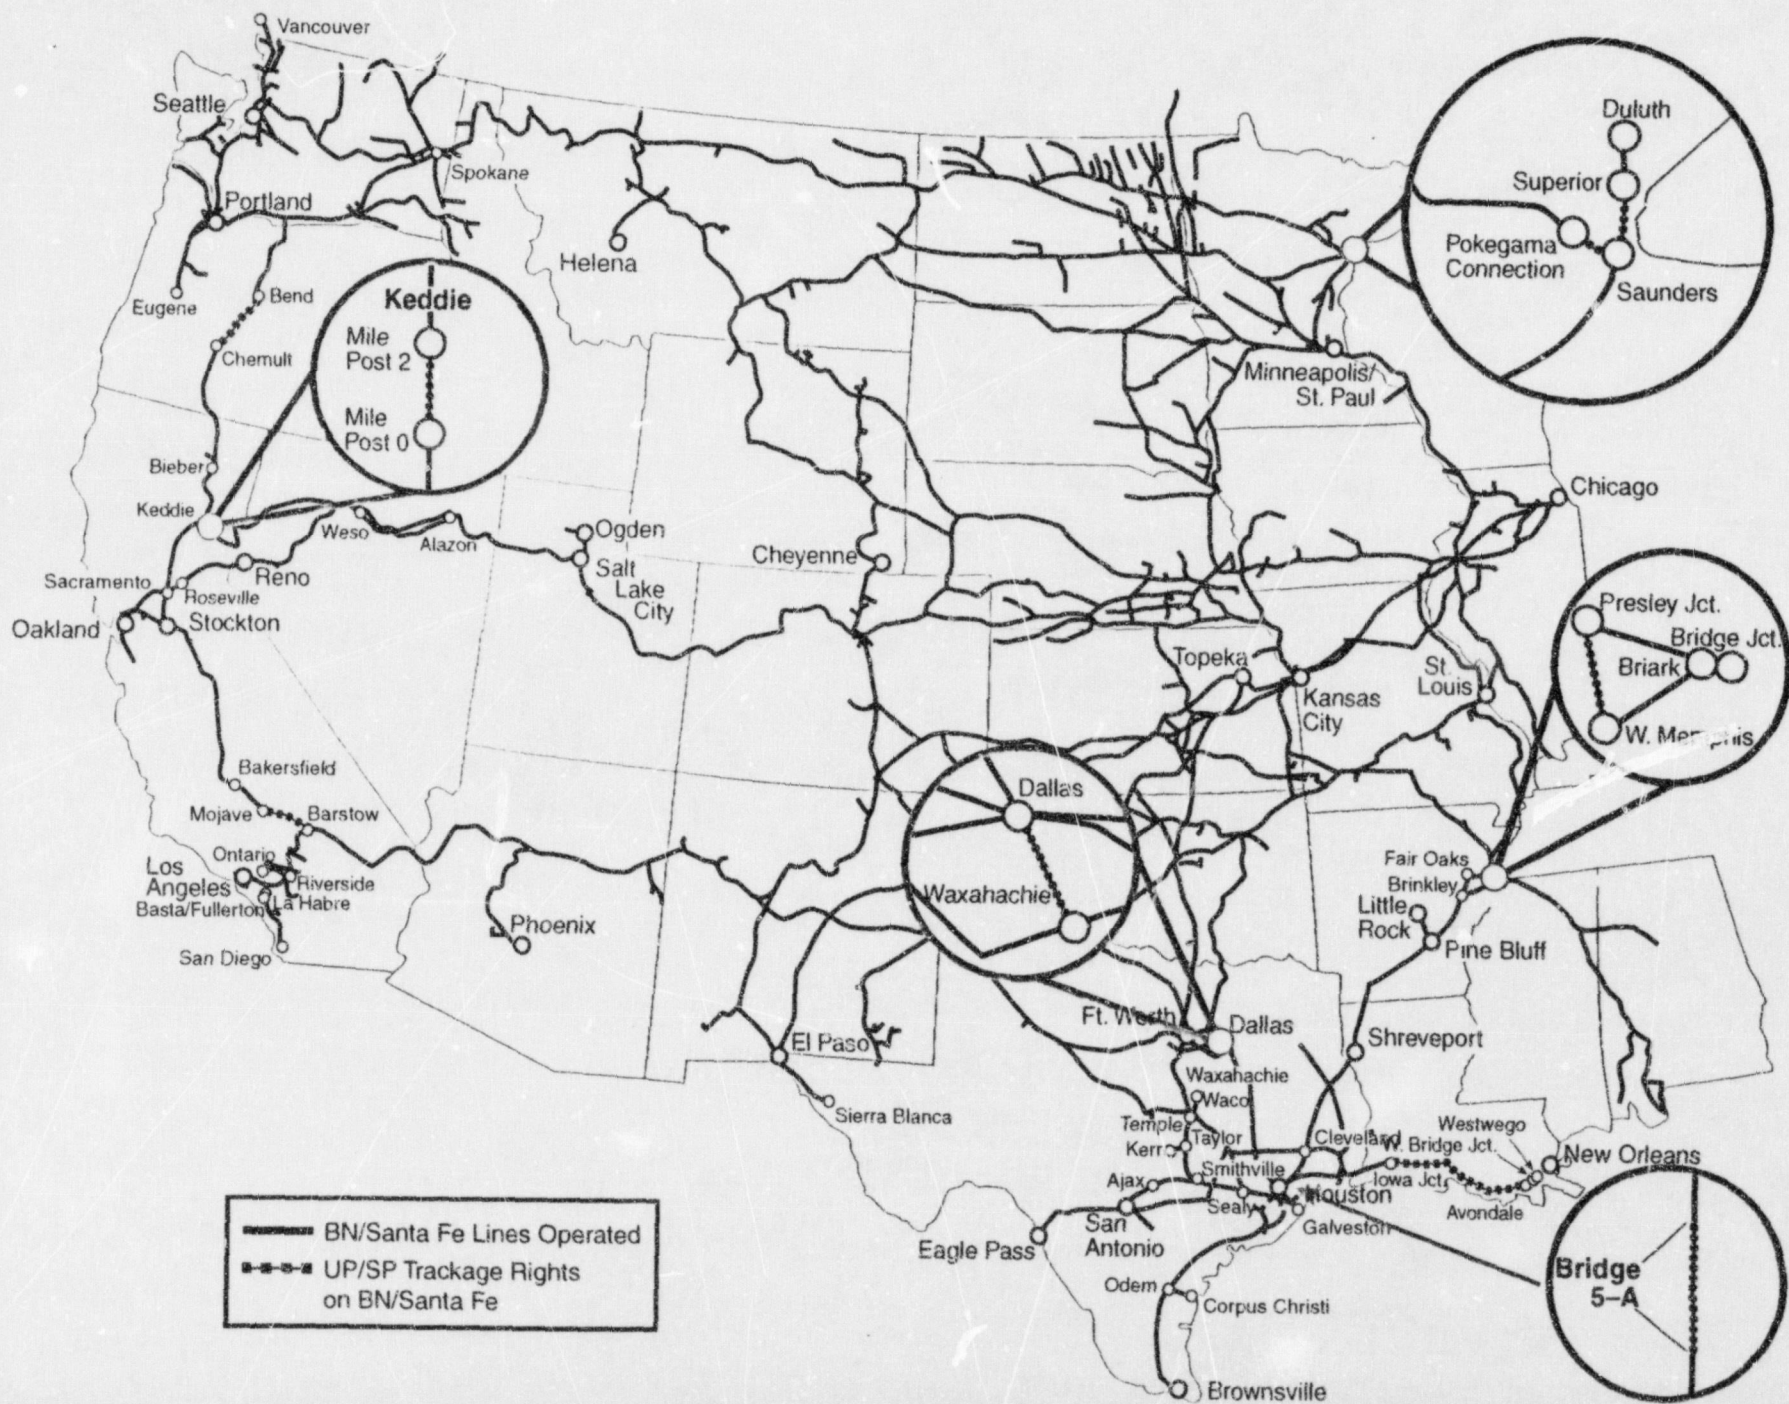 Vancouver
Seattle
Spokane
Portland
Helena
Eugene
Bend
Chemult
Keddie
Mile
Post 2
Mile
Post 0
Duluth
Superior
Pokegama
Connection
Saunders
Minneapolis/
St. Paul
Bieber
Keddie
Weso
Alazon
Ogden
Salt
Lake
City
Cheyenne
Chicago
Sacramento
Roseville
Reno
Oakland
Stockton
Presley Jct.
Bridge Jct.
Briark
W. Memphis
Topeka
Kansas
City
St.
Louis
Bakersfield
Mojave
Barstow
Ontario
Los
Angeles
Riverside
La Habre
Basta/Fullerton
San Diego
Phoenix
Dallas
Waxahachie
Fair Oaks
Brinkley
Little
Rock
Pine Bluff
Ft. Worth
Dallas
El Paso
Sierra Blanca
Shreveport
Waxahachie
Waco
Temple
Taylor
Kerr
Cleveland
W. Bridge Jct.
Westwego
New Orleans
Smithville
Ajax
Iowa Jct.
Houston
Sealy
Avondale
San
Antonio
Galveston
Eagle Pass
Odem
Corpus Christi
Brownsville
Bridge
5-A
BN/Santa Fe Lines Operated
UP/SP Trackage Rights
on BN/Santa Fe